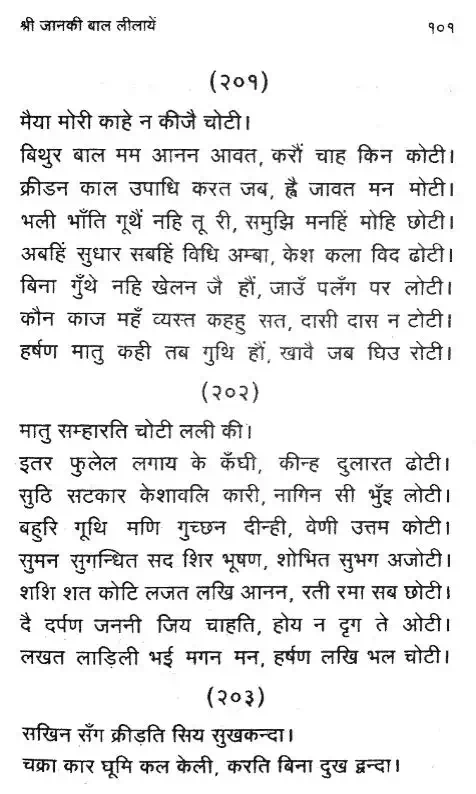 श्री जानकी बाल लीलायें १०१
(२०१)
मैया मोरी काहे न कीजै चोटी।
बिथुर बाल मम आनन आवत, करौं चाह किन कोटी।
क्रीडन काल उपाधि करत जब, ह्वै जावत मन मोटी।
भली भाँति गूथैं नहि तू री, समुझि मनहिं मोहि छोटी।
अबहिं सुधार सबहिं विधि अम्बा, केश कला विद ढोटी।
बिना गुँथे नहि खेलन जै हौं, जाउँ पलँग पर लोटी।
कौन काज महँ व्यस्त कहहु सत, दासी दास न टोटी।
हर्षण मातु कही तब गुथि हौं, खावै जब घिउ रोटी।
(२०२)
मातु सम्हारति चोटी लली की।
इतर फुलेल लगाय के कँघी, कीन्ह दुलारत ढोटी।
सुठि सटकार केशावलि कारी, नागिन सी भुँइ लोटी।
बहुरि गूथि मणि गुच्छन दीन्ही, वेणी उत्तम कोटी।
सुमन सुगन्धित सद शिर भूषण, शोभित सुभग अजोटी।
शशि शत कोटि लजत लखि आनन, रती रमा सब छोटी।
दै दर्पण जननी जिय चाहति, होय न दृग ते ओटी।
लखत लाड़िली भई मगन मन, हर्षण लखि भल चोटी।
(२०३)
सखिन सँग क्रीड़ति सिय सुखकन्दा।
चक्रा कार घूमि कल केली, करति बिना दुख द्वन्दा।